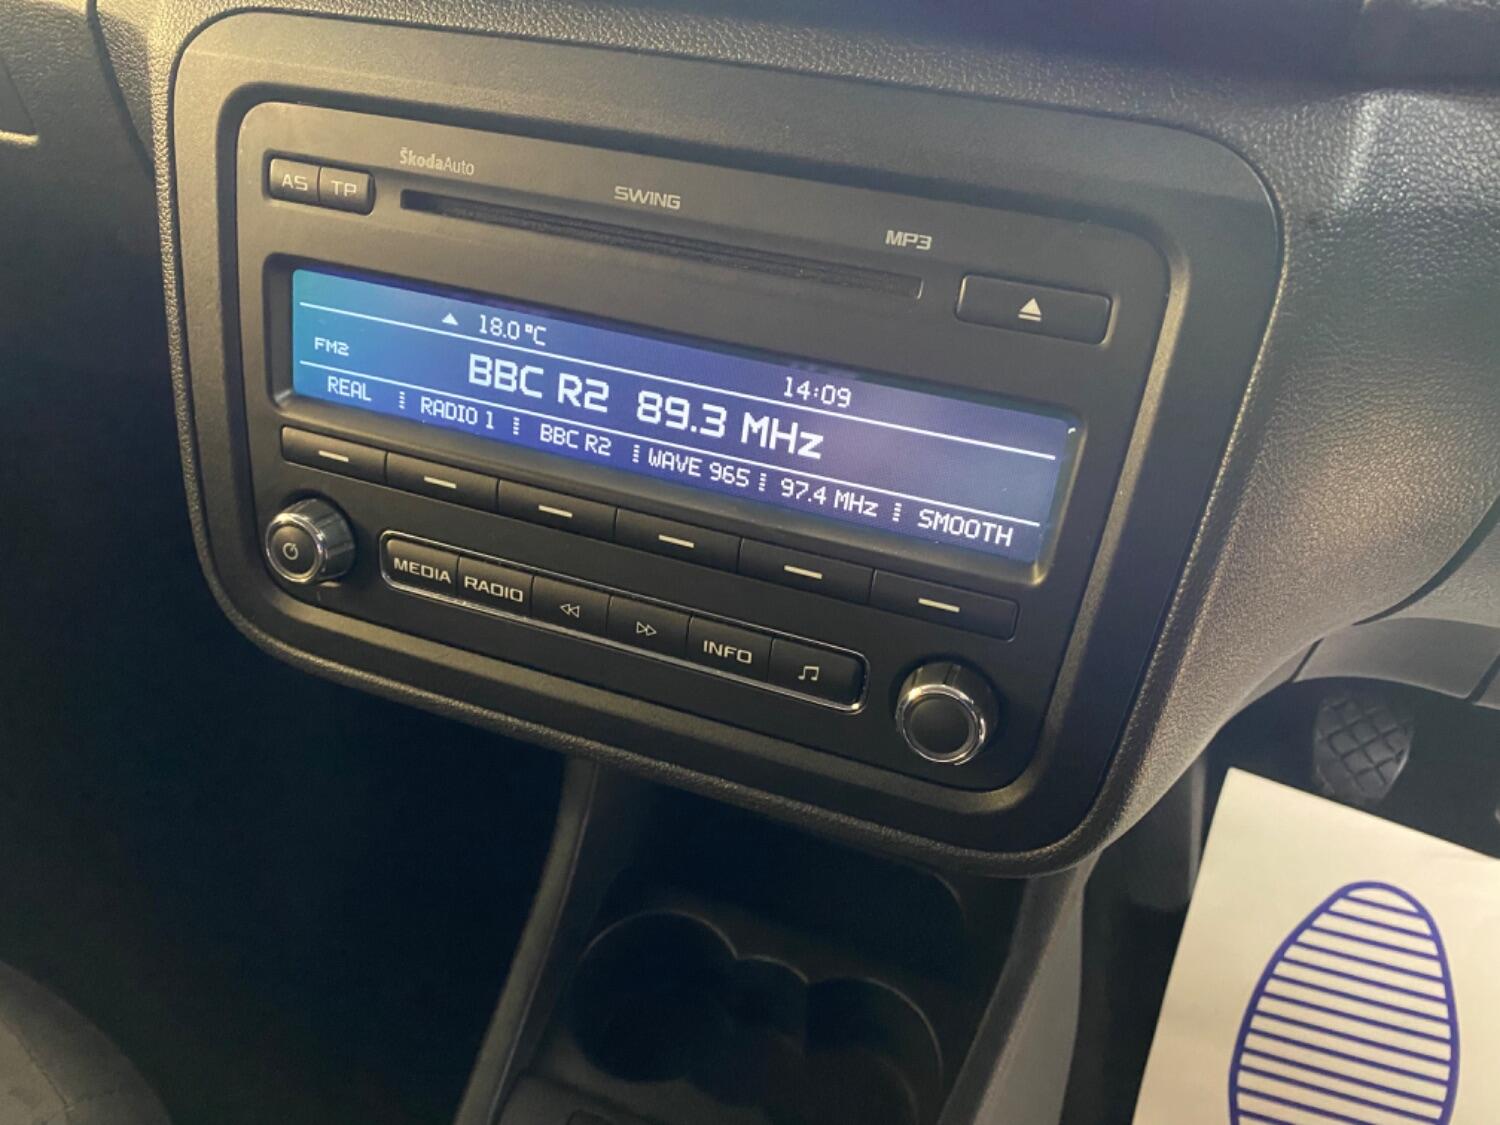 ŠkodaAuto
AS TP
SWING
MP3
18.0 °C
14:09
FM2
BBC R2 89.3 MHz
REAL RADIO 1 BBC R2 WAVE 965 97.4 MHz SMOOTH
MEDIA RADIO INFO